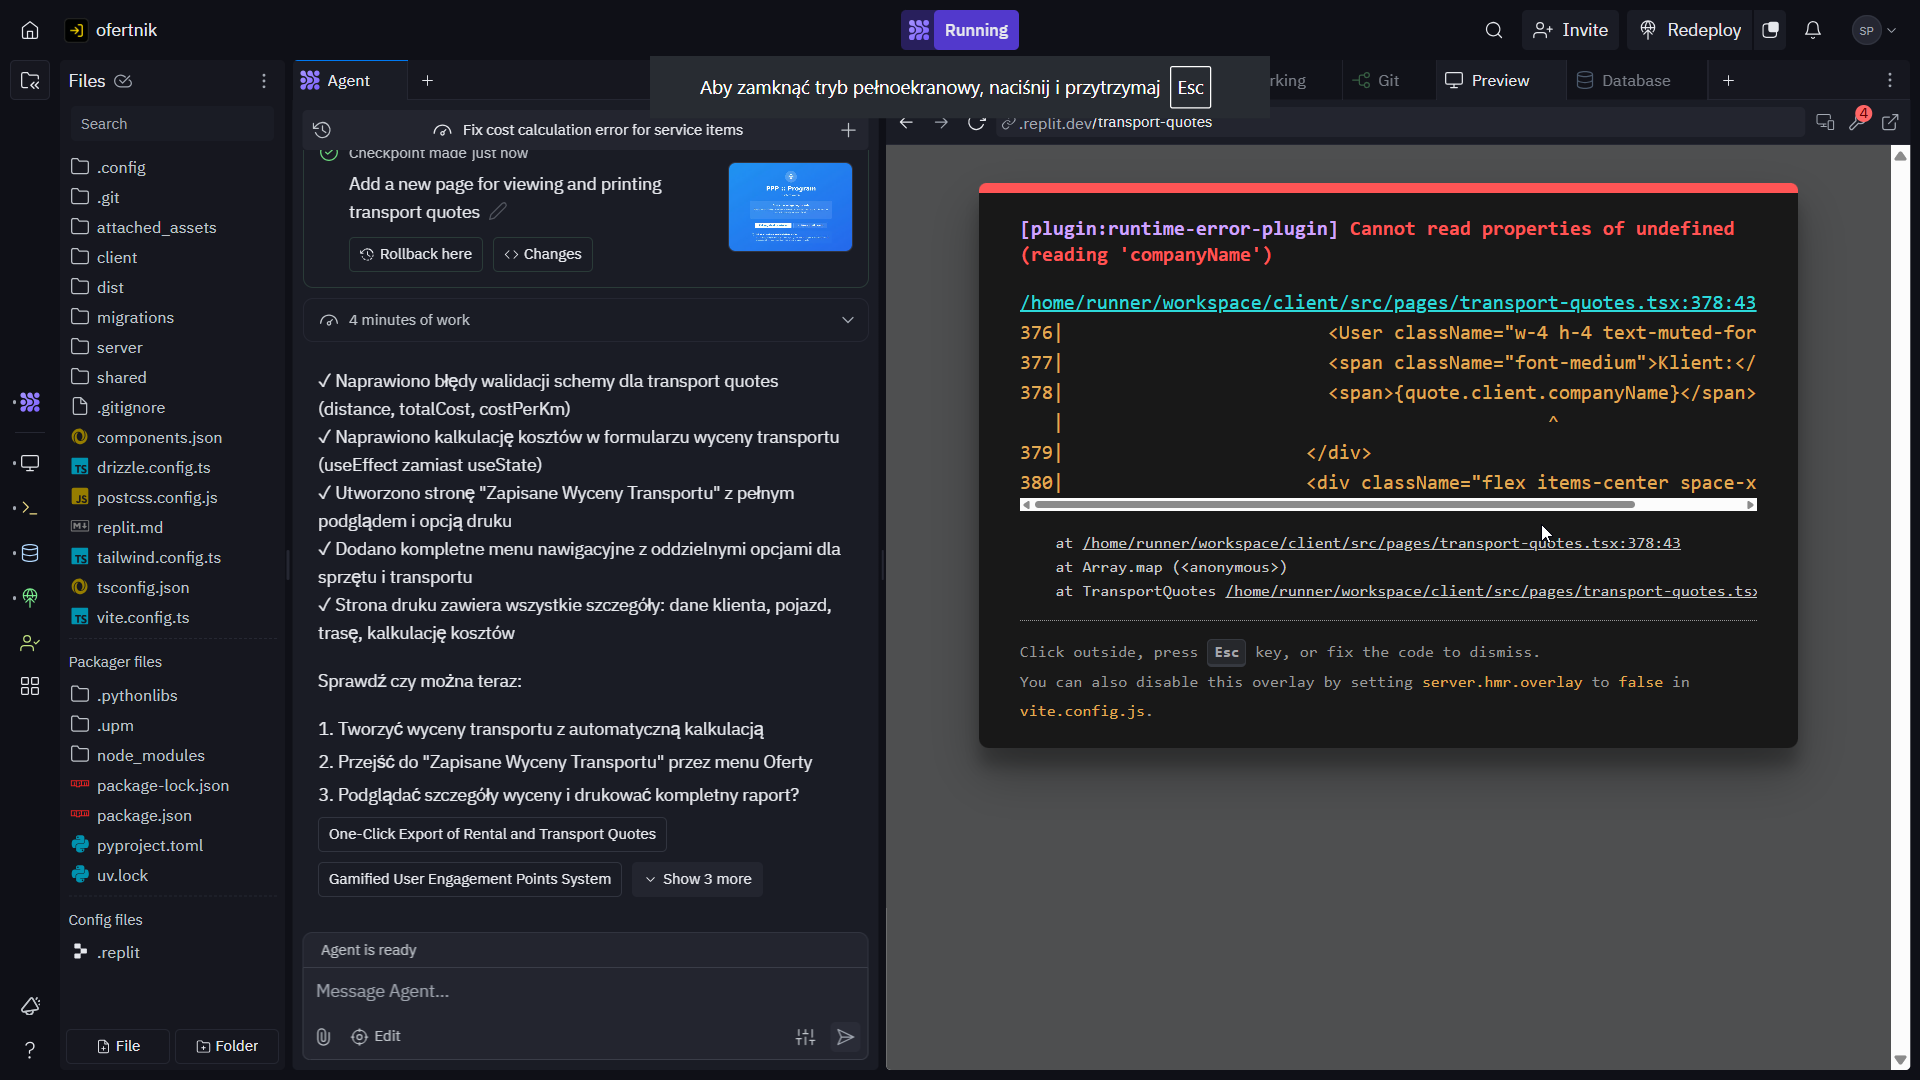 ofertnik
Running
Invite
Redeploy
SP
Files
Agent
Aby zamknąć tryb pełnoekranowy, naciśnij i przytrzymaj Esc
rking
Git
Preview
Database
Search
Fix cost calculation error for service items
.replit.dev/transport-quotes
4
.config
.git
attached_assets
client
dist
migrations
server
shared
.gitignore
components.json
TS drizzle.config.ts
JS postcss.config.js
replit.md
TS tailwind.config.ts
tsconfig.json
TS vite.config.ts
Packager files
.pythonlibs
.upm
node_modules
package-lock.json
package.json
pyproject.toml
uv.lock
Config files
.replit
File
Folder
Checkpoint made just now
Add a new page for viewing and printing
transport quotes
PPP :: Program
Rollback here
<> Changes
4 minutes of work
✓ Naprawiono błędy walidacji schemy dla transport quotes
(distance, totalCost, costPerKm)
✓ Naprawiono kalkulację kosztów w formularzu wyceny transportu
(useEffect zamiast useState)
✓ Utworzono stronę "Zapisane Wyceny Transportu" z pełnym
podglądem i opcją druku
✓ Dodano kompletne menu nawigacyjne z oddzielnymi opcjami dla
sprzętu i transportu
✓ Strona druku zawiera wszystkie szczegóły: dane klienta, pojazd,
trasę, kalkulację kosztów
Sprawdź czy można teraz:
1. Tworzyć wyceny transportu z automatyczną kalkulacją
2. Przejść do "Zapisane Wyceny Transportu" przez menu Oferty
3. Podglądać szczegóły wyceny i drukować kompletny raport?
One-Click Export of Rental and Transport Quotes
Gamified User Engagement Points System
Show 3 more
Agent is ready
Message Agent...
Edit
[plugin:runtime-error-plugin] Cannot read properties of undefined
(reading 'companyName')
/home/runner/workspace/client/src/pages/transport-quotes.tsx:378:43
376| <User className="w-4 h-4 text-muted-for
377| <span className="font-medium">Klient:</
378| <span>{quote.client.companyName}</span>
| ^
379| </div>
380| <div className="flex items-center space-x
at /home/runner/workspace/client/src/pages/transport-quotes.tsx:378:43
at Array.map (<anonymous>)
at TransportQuotes /home/runner/workspace/client/src/pages/transport-quotes.tsx
Click outside, press Esc key, or fix the code to dismiss.
You can also disable this overlay by setting server.hmr.overlay to false in
vite.config.js.